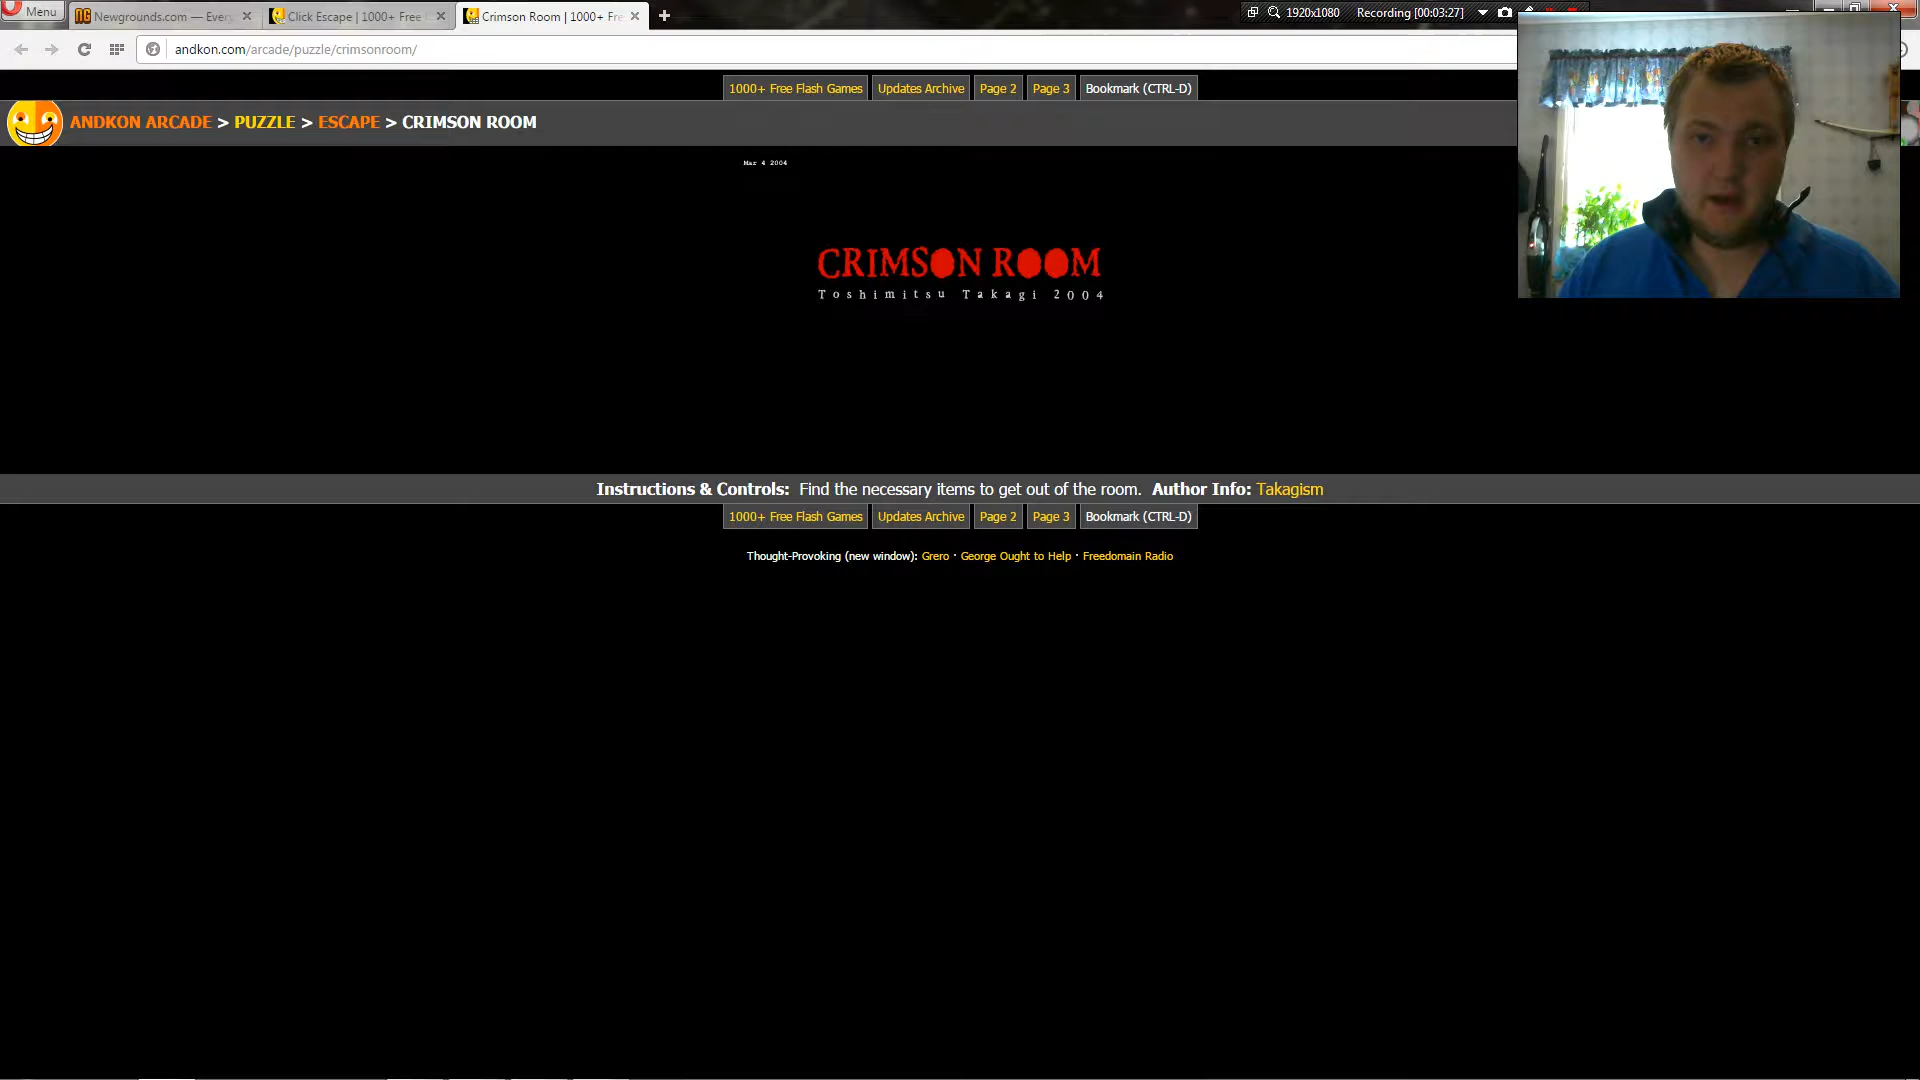 Menu
Newgrounds.com — Every
Click Escape | 1000+ Free
Crimson Room | 1000+ Fre
1920x1080
Recording [00:03:27]
andkon.com/arcade/puzzle/crimsonroom/
1000+ Free Flash Games Updates Archive Page 2 Page 3 Bookmark (CTRL-D)
ANDKON ARCADE > PUZZLE > ESCAPE > CRIMSON ROOM
Mar 4 2004
CRIMSON ROOM
Toshimitsu Takagi 2004
Instructions & Controls: Find the necessary items to get out of the room. Author Info: Takagism
1000+ Free Flash Games Updates Archive Page 2 Page 3 Bookmark (CTRL-D)
Thought-Provoking (new window): Grero · George Ought to Help · Freedomain Radio